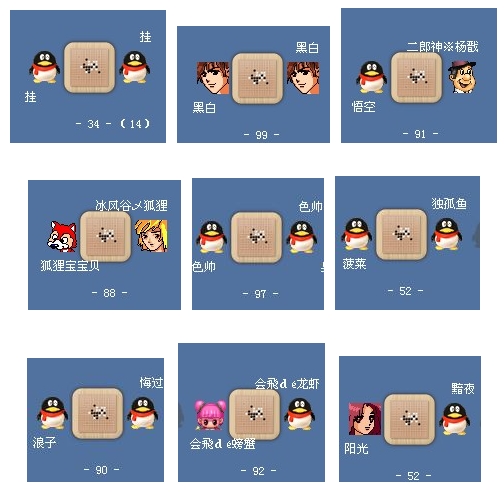 挂
挂
- 34 - (14)
黑白
黑白
- 99 -
二郎神※杨戬
悟空
- 91 -
冰风谷メ狐狸
狐狸宝宝贝
- 88 -
色帅
色帅
- 97 -
独孤鱼
菠菜
- 52 -
悔过
浪子
- 90 -
会飛d e龙虾
会飛d e螃蟹
- 92 -
黯夜
阳光
- 52 -